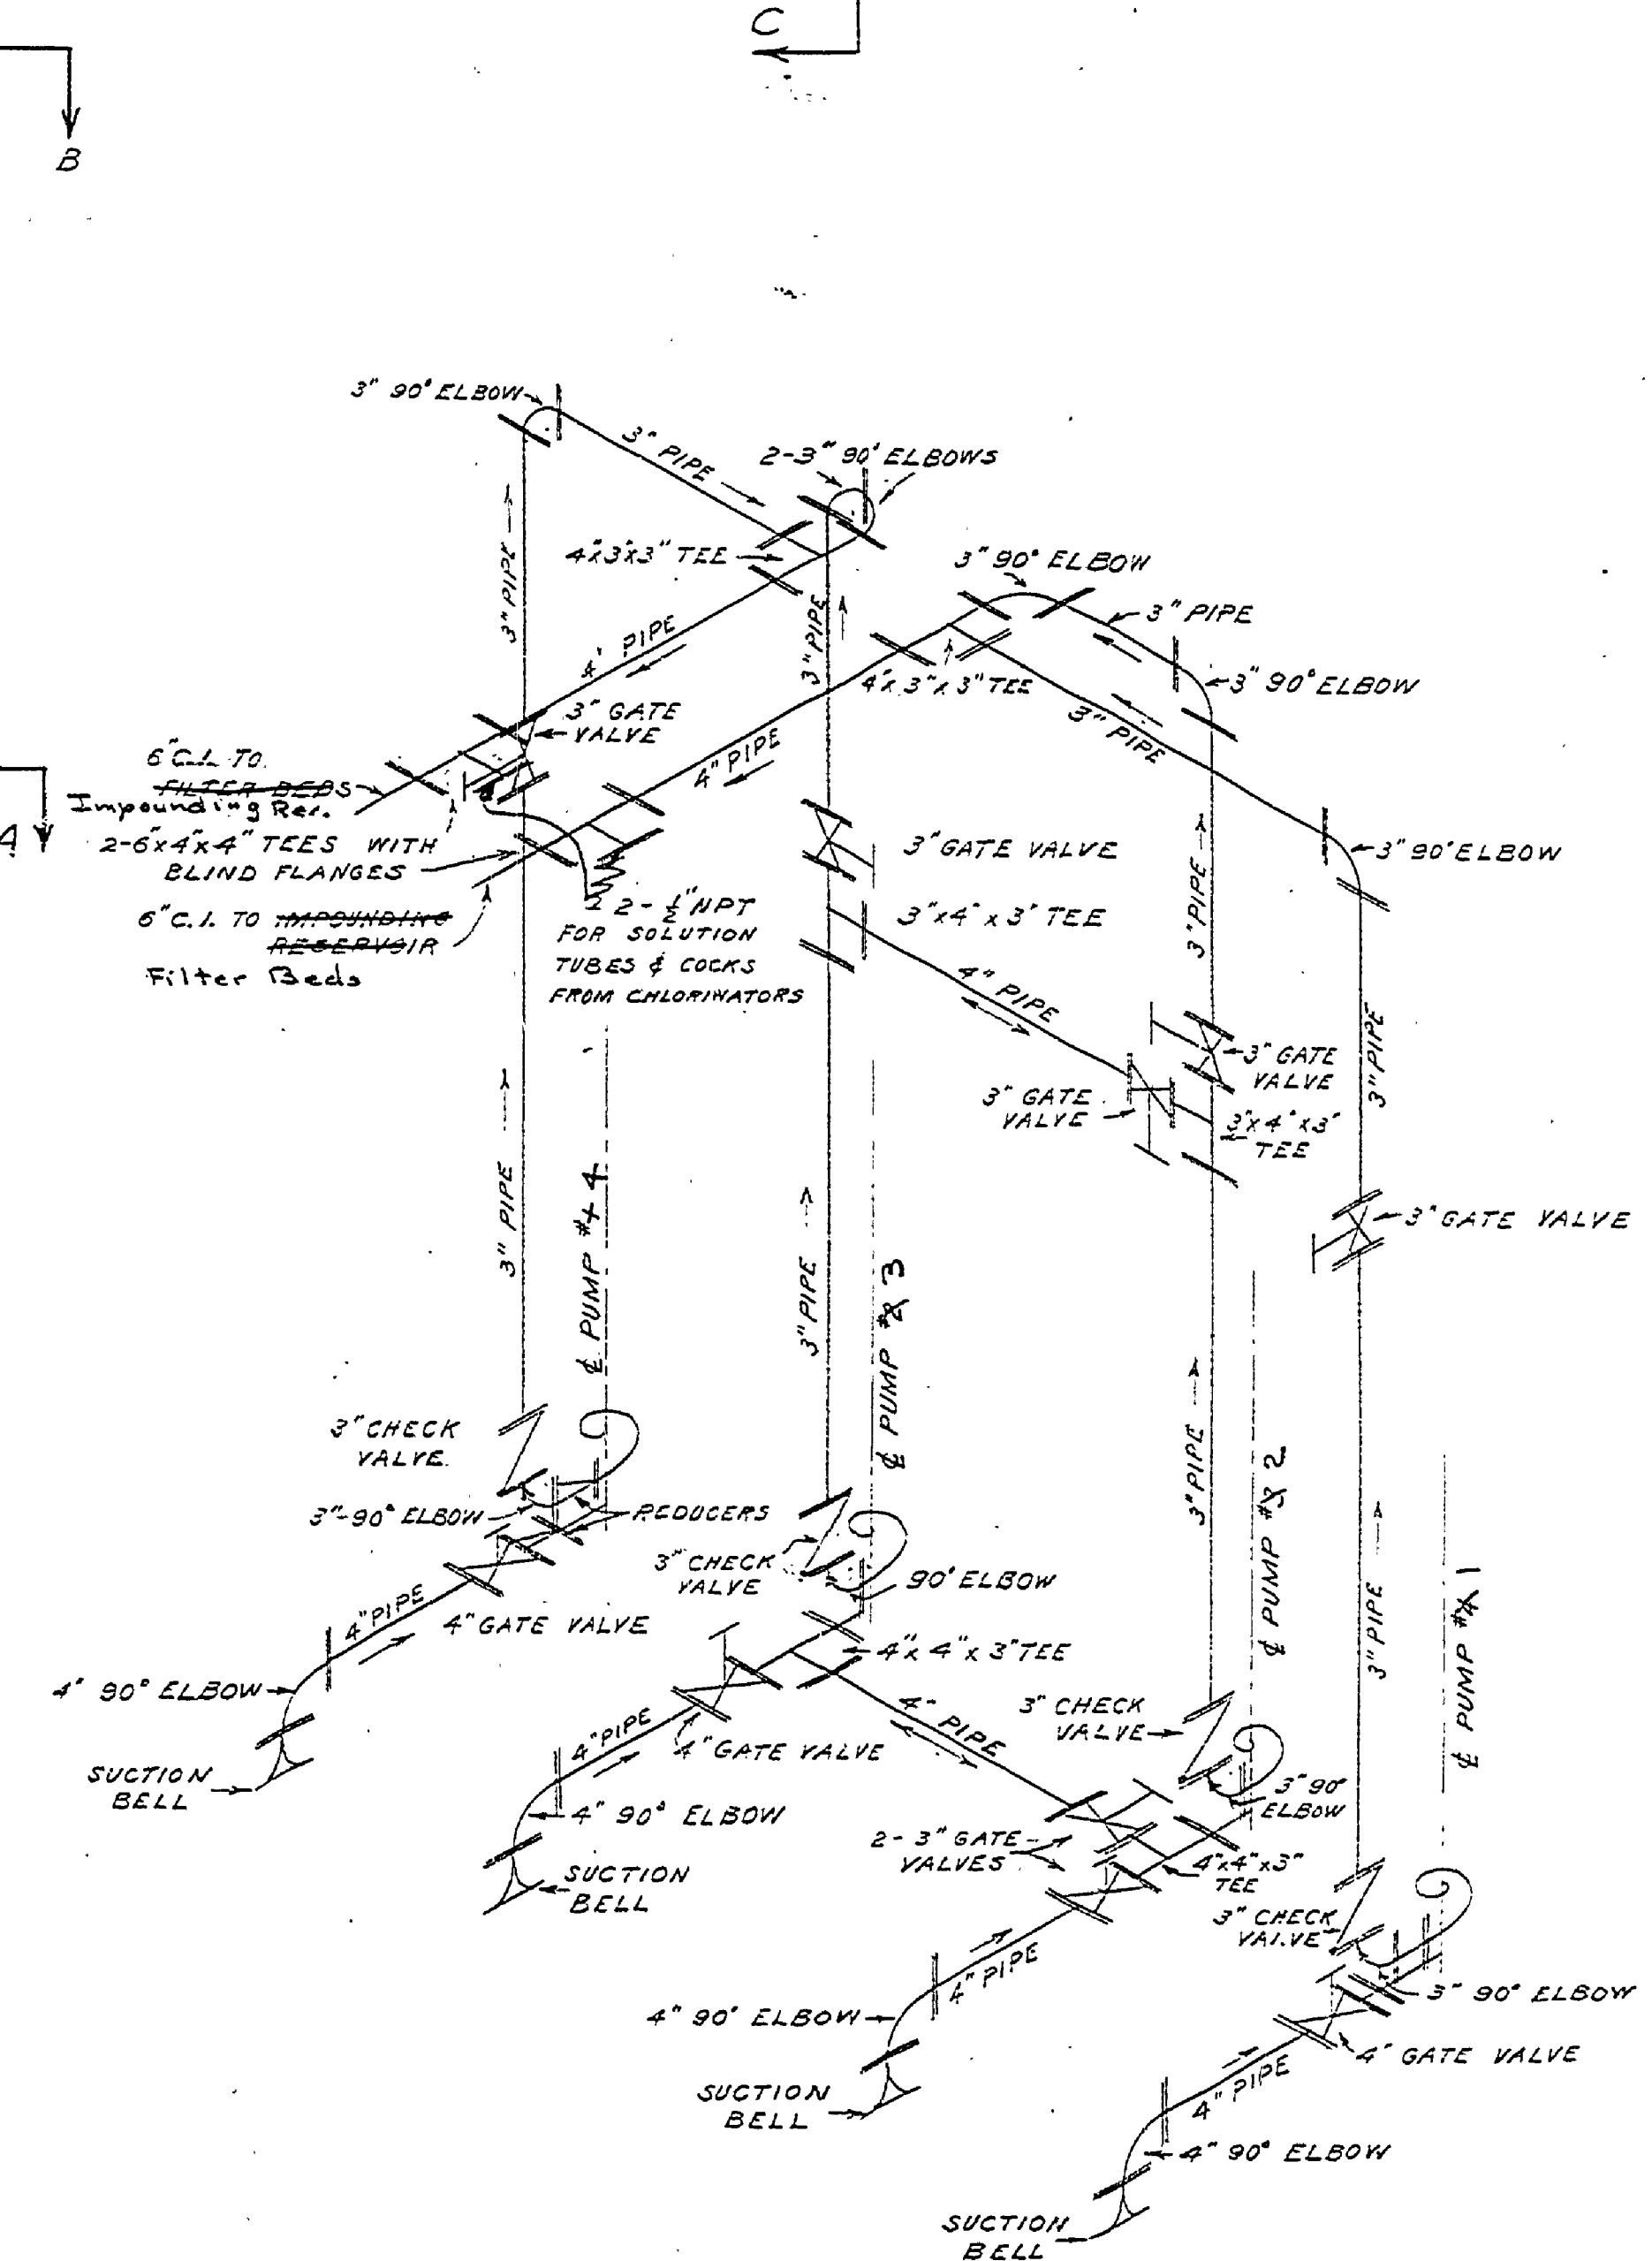 C
B
3" 90° ELBOW
3" PIPE
2-3" 90° ELBOWS
3" PIPE
4"x3"x3" TEE
3" 90° ELBOW
3" PIPE
4" PIPE
3" PIPE
4"x 3"x 3" TEE
3" 90° ELBOW
3" GATE
VALVE
3" PIPE
4" PIPE
6" C.I. TO
FILTER BEDS
Impounding Res.
A
2-6"x4"x4" TEES WITH
BLIND FLANGES
3" GATE VALVE
3" 90° ELBOW
6" C.I. TO IMPOUNDING
RESERVOIR
Filter Beds
2-½" NPT
FOR SOLUTION
TUBES & COCKS
FROM CHLORINATORS
3"x4"x3" TEE
3" PIPE
4" PIPE
3" GATE
VALVE
3" PIPE
3" GATE
VALVE
3"x4"x3"
TEE
3" PIPE
℄ PUMP # 4
3" GATE VALVE
3" PIPE
℄ PUMP # 3
3" CHECK
VALVE
3" PIPE
℄ PUMP # 2
3"-90° ELBOW
REDUCERS
3" CHECK
VALVE
90° ELBOW
3" PIPE
℄ PUMP # 1
4" PIPE
4" GATE VALVE
4"x 4"x 3" TEE
4" 90° ELBOW
4" PIPE
3" CHECK
VALVE
4" PIPE
4" GATE VALVE
SUCTION
BELL
3" 90°
ELBOW
4" 90° ELBOW
2-3" GATE
VALVES
4"x4"x3"
TEE
SUCTION
BELL
3" CHECK
VALVE
4" PIPE
3" 90° ELBOW
4" 90° ELBOW
4" GATE VALVE
SUCTION
BELL
4" PIPE
4" 90° ELBOW
SUCTION
BELL